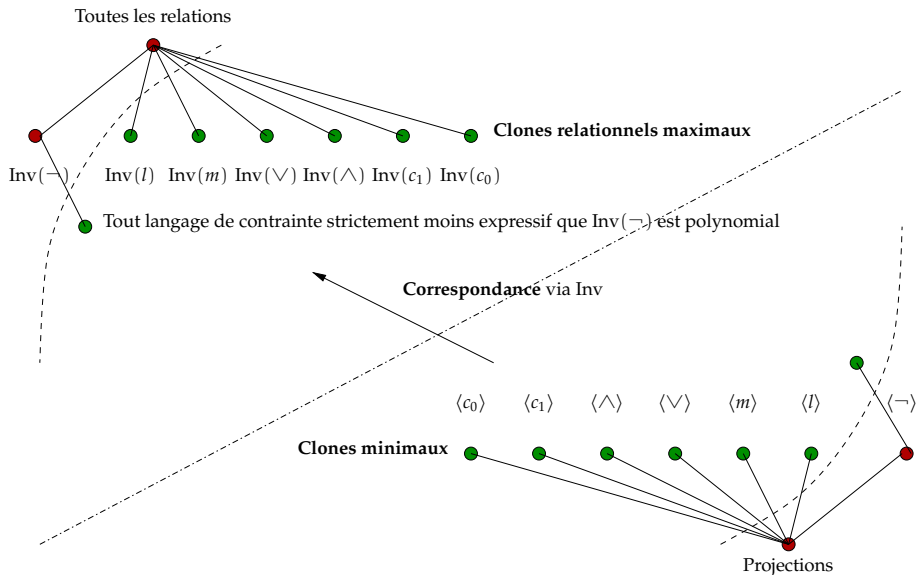 Toutes les relations
Clones relationnels maximaux
Inv(¬) Inv(l) Inv(m) Inv(∨) Inv(∧) Inv(c₁) Inv(c₀)
Tout langage de contrainte strictement moins expressif que Inv(¬) est polynomial
Correspondance via Inv
⟨c₀⟩ ⟨c₁⟩ ⟨∧⟩ ⟨∨⟩ ⟨m⟩ ⟨l⟩ ⟨¬⟩
Clones minimaux
Projections